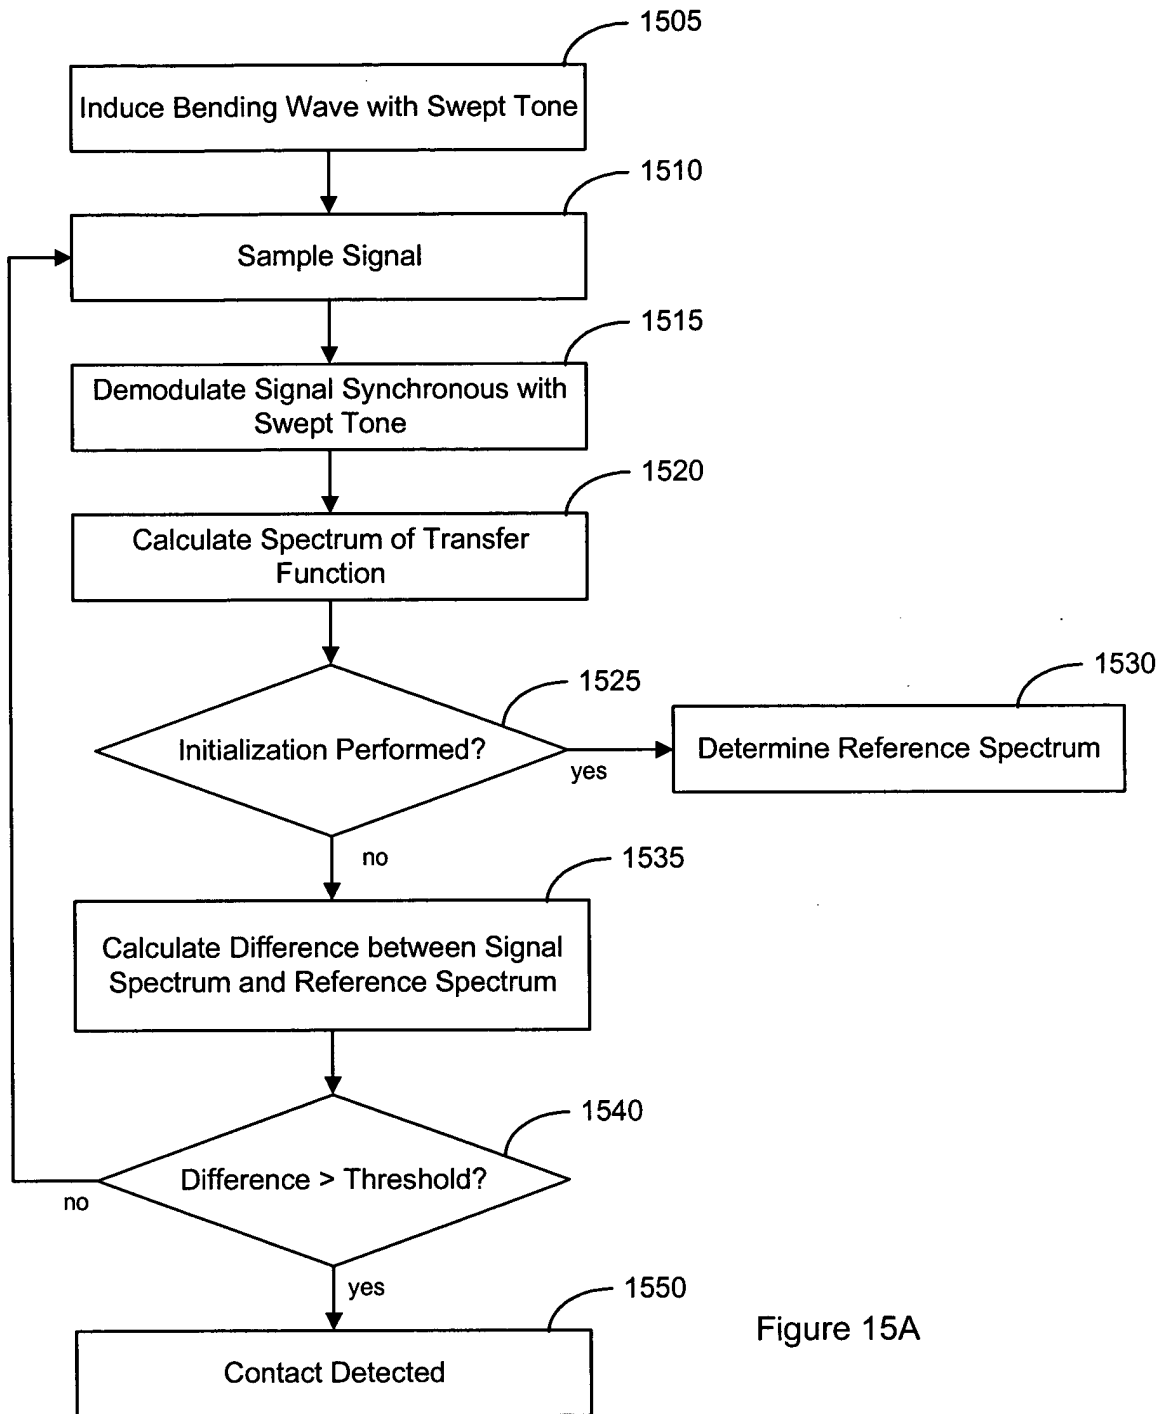 1505
Induce Bending Wave with Swept Tone
1510
Sample Signal
1515
Demodulate Signal Synchronous with
Swept Tone
1520
Calculate Spectrum of Transfer
Function
1525
Initialization Performed?
yes
1530
Determine Reference Spectrum
no
1535
Calculate Difference between Signal
Spectrum and Reference Spectrum
1540
Difference > Threshold?
no
yes
1550
Contact Detected
Figure 15A